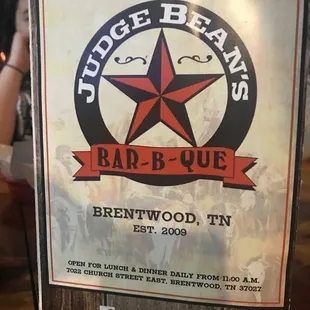 JUDGE BEAN'S
BAR-B-QUE
BRENTWOOD, TN
EST. 2009
OPEN FOR LUNCH & DINNER DAILY FROM 11:00 A.M.
7022 CHURCH STREET EAST, BRENTWOOD, TN 37027